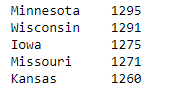 Minnesota 1295
Wisconsin 1291
Iowa 1275
Missouri 1271
Kansas 1260